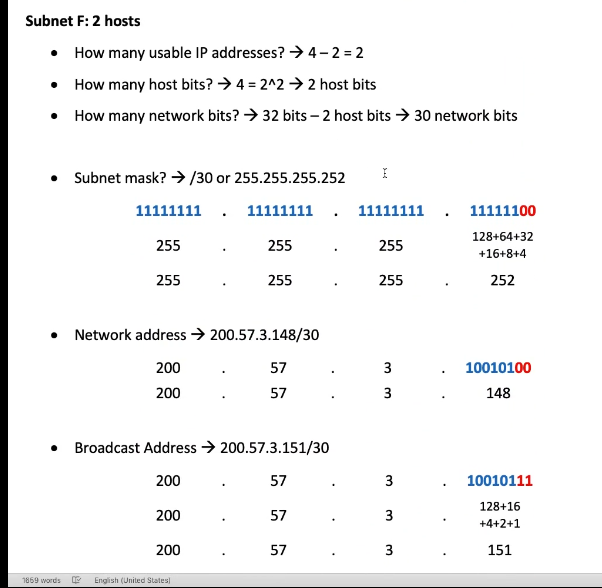 Subnet F: 2 hosts
• How many usable IP addresses? → 4 – 2 = 2
• How many host bits? → 4 = 2^2 → 2 host bits
• How many network bits? → 32 bits – 2 host bits → 30 network bits
• Subnet mask? → /30 or 255.255.255.252
11111111 . 11111111 . 11111111 . 11111100
255 . 255 . 255 128+64+32
+16+8+4
255 . 255 . 255 . 252
• Network address → 200.57.3.148/30
200 . 57 . 3 . 10010100
200 . 57 . 3 . 148
• Broadcast Address → 200.57.3.151/30
200 . 57 . 3 . 10010111
200 . 57 . 3 . 128+16
+4+2+1
200 . 57 . 3 . 151
1659 words English (United States)